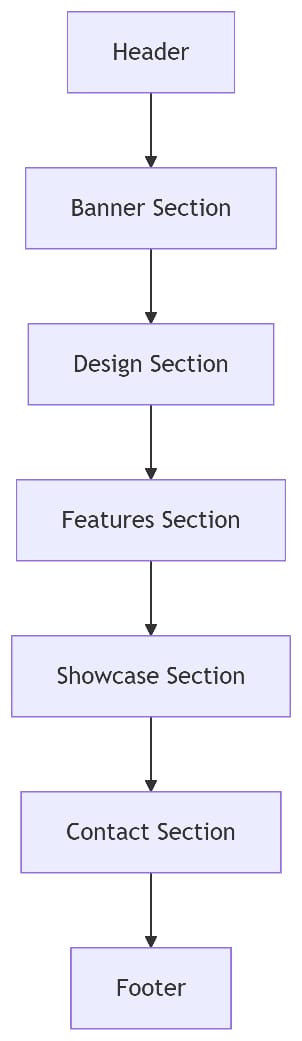 Header
Banner Section
Design Section
Features Section
Showcase Section
Contact Section
Footer